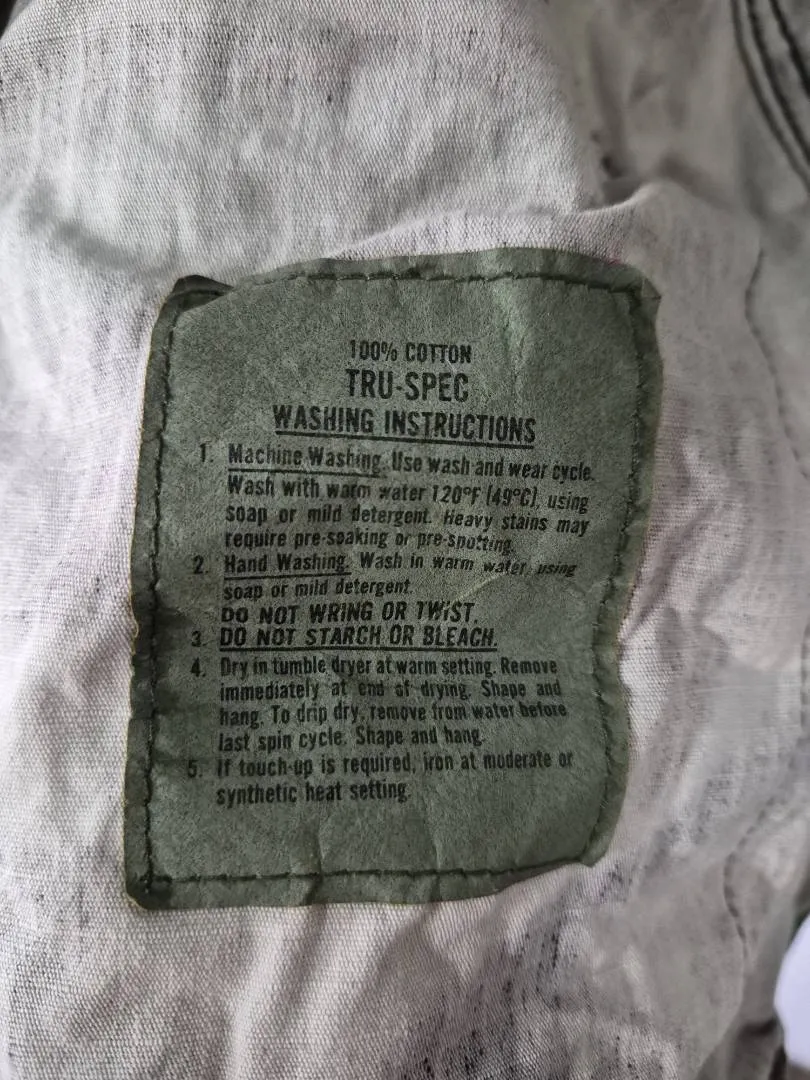 100% COTTON
TRU-SPEC
WASHING INSTRUCTIONS
1. Machine Washing. Use wash and wear cycle.
Wash with warm water 120°F (49°C), using
soap or mild detergent. Heavy stains may
require pre-soaking or pre-spotting.
2. Hand Washing. Wash in warm water, using
soap or mild detergent.
DO NOT WRING OR TWIST.
3. DO NOT STARCH OR BLEACH.
4. Dry in tumble dryer at warm setting. Remove
immediately at end of drying. Shape and
hang. To drip dry, remove from water before
last spin cycle. Shape and hang.
5. If touch-up is required, iron at moderate or
synthetic heat setting.